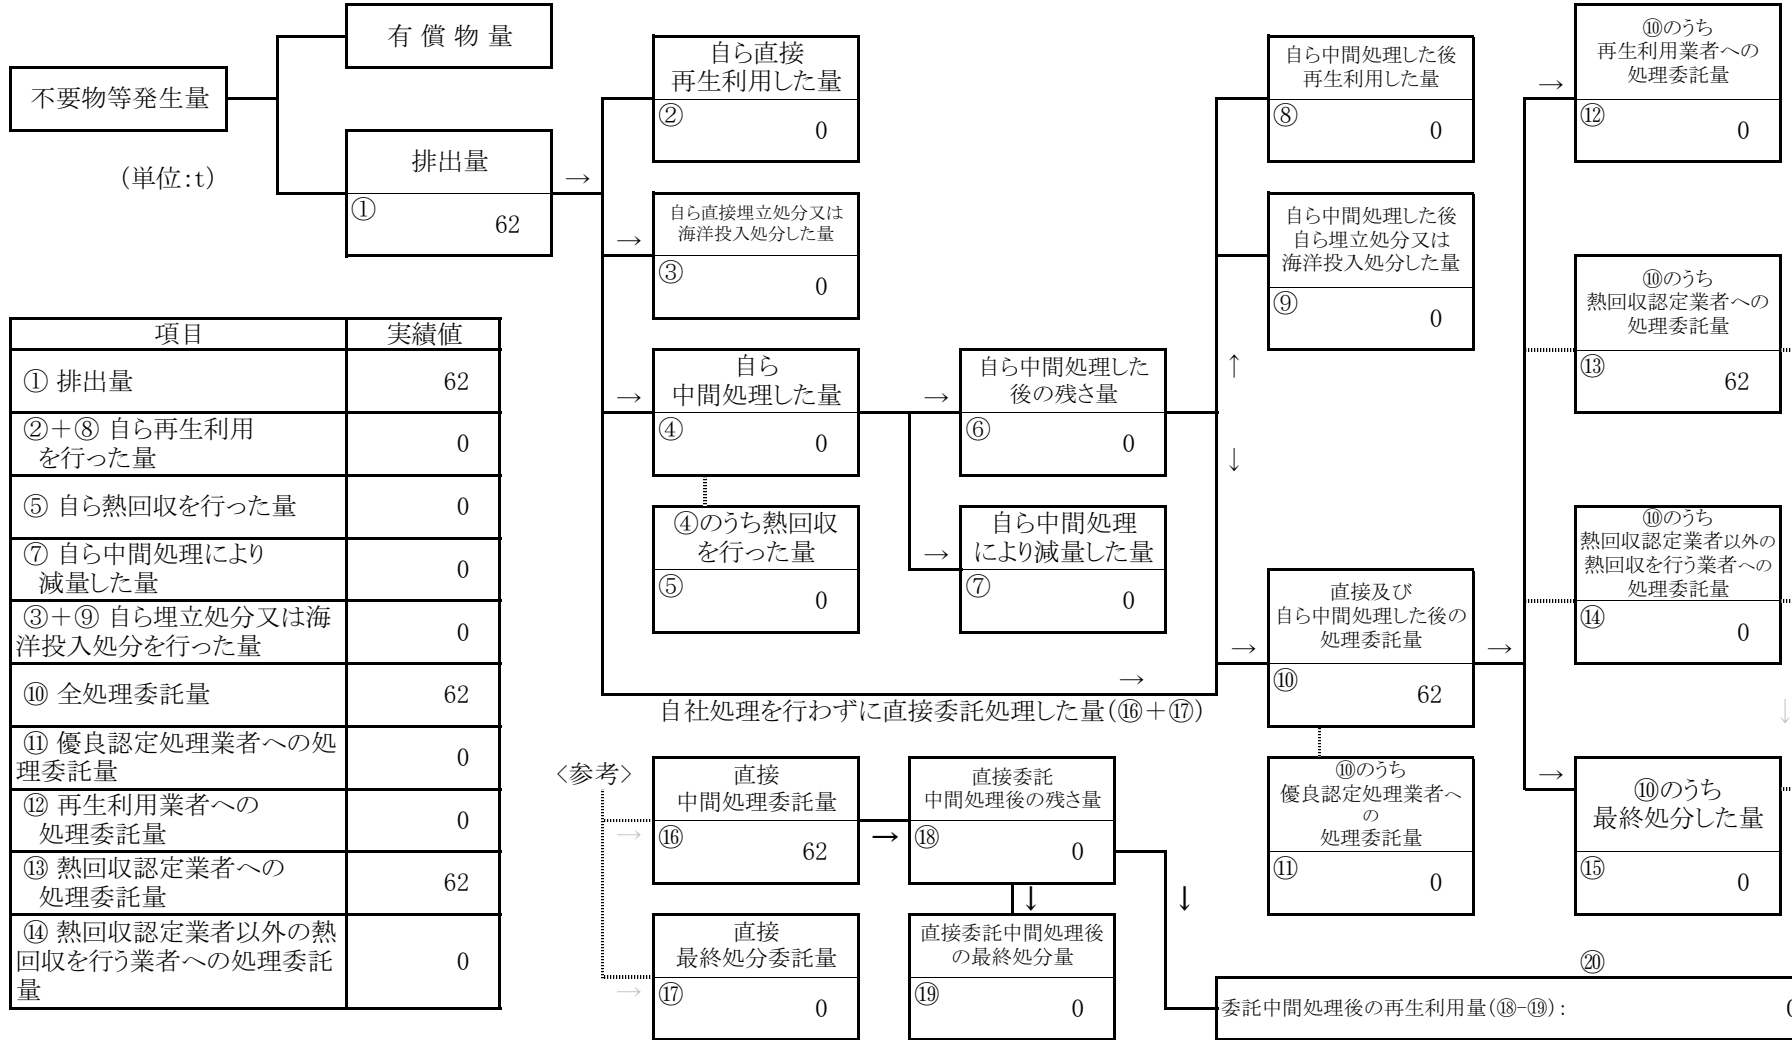 不要物等発生量
(単位:t)
有 償 物 量
排出量
①
62
→
自ら直接
再生利用した量
②
0
→
自ら直接埋立処分又は
海洋投入処分した量
③
0
→
自ら
中間処理した量
④
0
④のうち熱回収
を行った量
⑤
0
→
自ら中間処理した
後の残さ量
⑥
0
→
自ら中間処理
により減量した量
⑦
0
↑
↓
自ら中間処理した後
再生利用した量
⑧
0
自ら中間処理した後
自ら埋立処分又は
海洋投入処分した量
⑨
0
→
自社処理を行わずに直接委託処理した量(⑯+⑰)
→
直接及び
自ら中間処理した後の
処理委託量
⑩
62
→
⑩のうち
優良認定処理業者へ
の
処理委託量
⑪
0
→
⑩のうち
再生利用業者への
処理委託量
⑫
0
⑩のうち
熱回収認定業者への
処理委託量
⑬
62
⑩のうち
熱回収認定業者以外の
熱回収を行う業者への
処理委託量
⑭
0
↓
→
⑩のうち
最終処分した量
⑮
0
項目 実績値
① 排出量 62
②+⑧ 自ら再生利用
を行った量 0
⑤ 自ら熱回収を行った量 0
⑦ 自ら中間処理により
減量した量 0
③+⑨ 自ら埋立処分又は海
洋投入処分を行った量 0
⑩ 全処理委託量 62
⑪ 優良認定処理業者への処
理委託量 0
⑫ 再生利用業者への
処理委託量 0
⑬ 熱回収認定業者への
処理委託量 62
⑭ 熱回収認定業者以外の熱
回収を行う業者への処理委託
量 0
<参考>
→
直接
中間処理委託量
⑯
62
→
直接委託
中間処理後の残さ量
⑱
0
↓
↓
→
直接
最終処分委託量
⑰
0
直接委託中間処理後
の最終処分量
⑲
0
⑳
委託中間処理後の再生利用量(⑱-⑲): 0